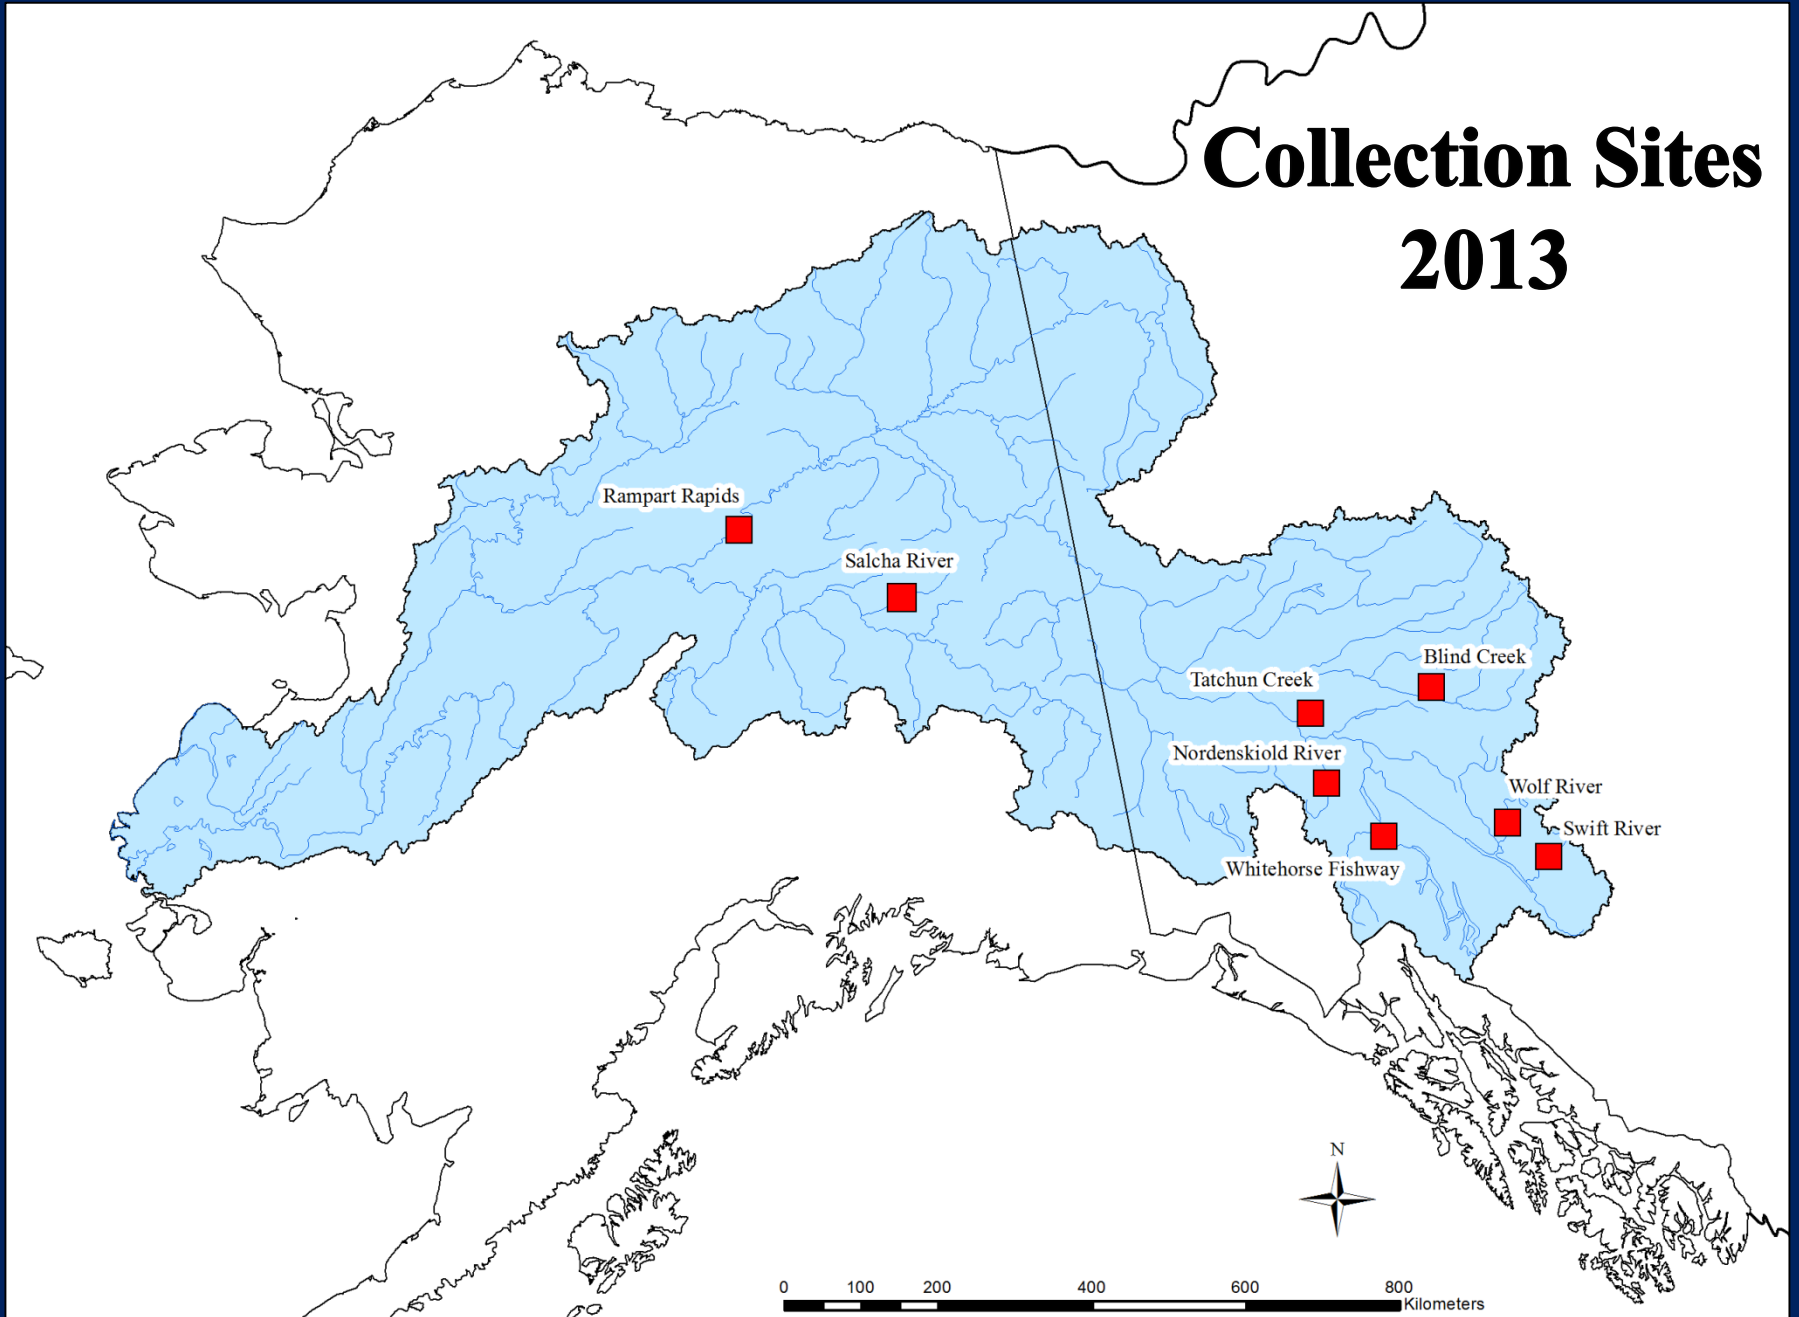 Collection Sites
2013
Rampart Rapids
Salcha River
Blind Creek
Tatchun Creek
Nordenskiold River
Wolf River
Swift River
Whitehorse Fishway
N
0 100 200 400 600 800
Kilometers